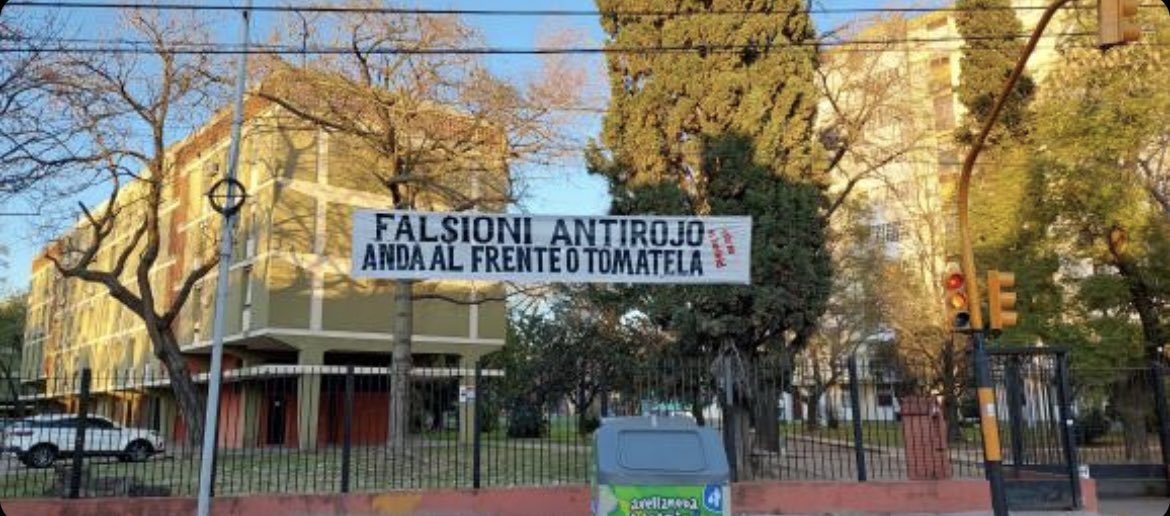 FALSIONI ANTIROJO
ANDA AL FRENTE O TOMATELA
avellaneda